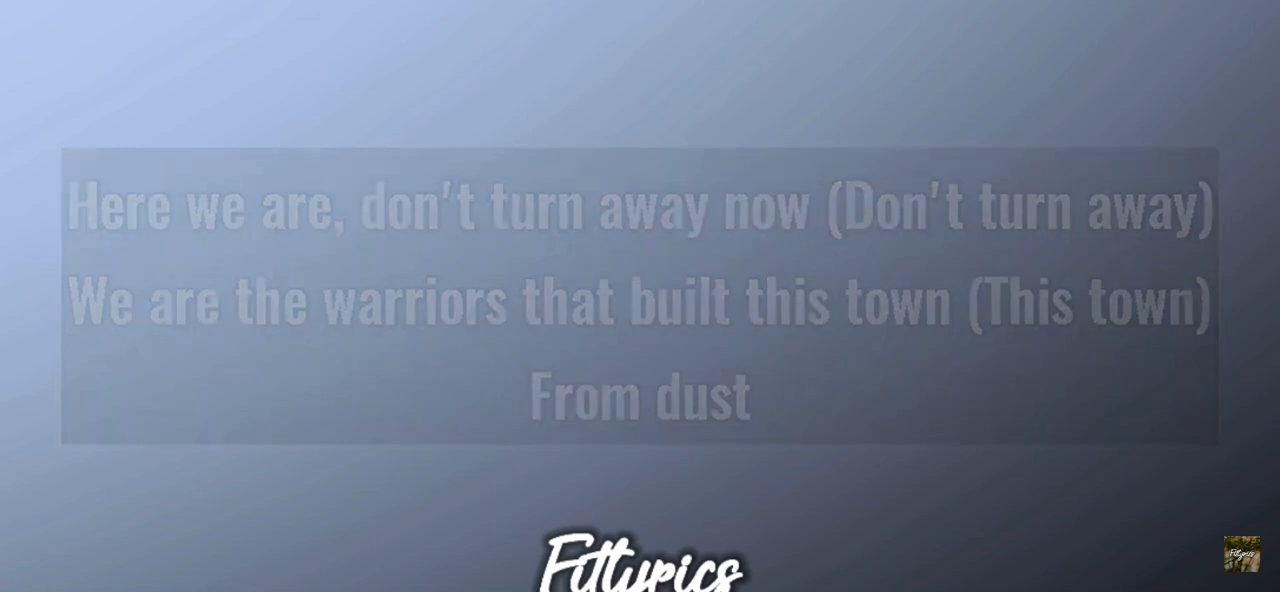 Here we are, don't turn away now (Don't turn away)
We are the warriors that built this town (This town)
From dust
Fitlyrics
Fitlyrics